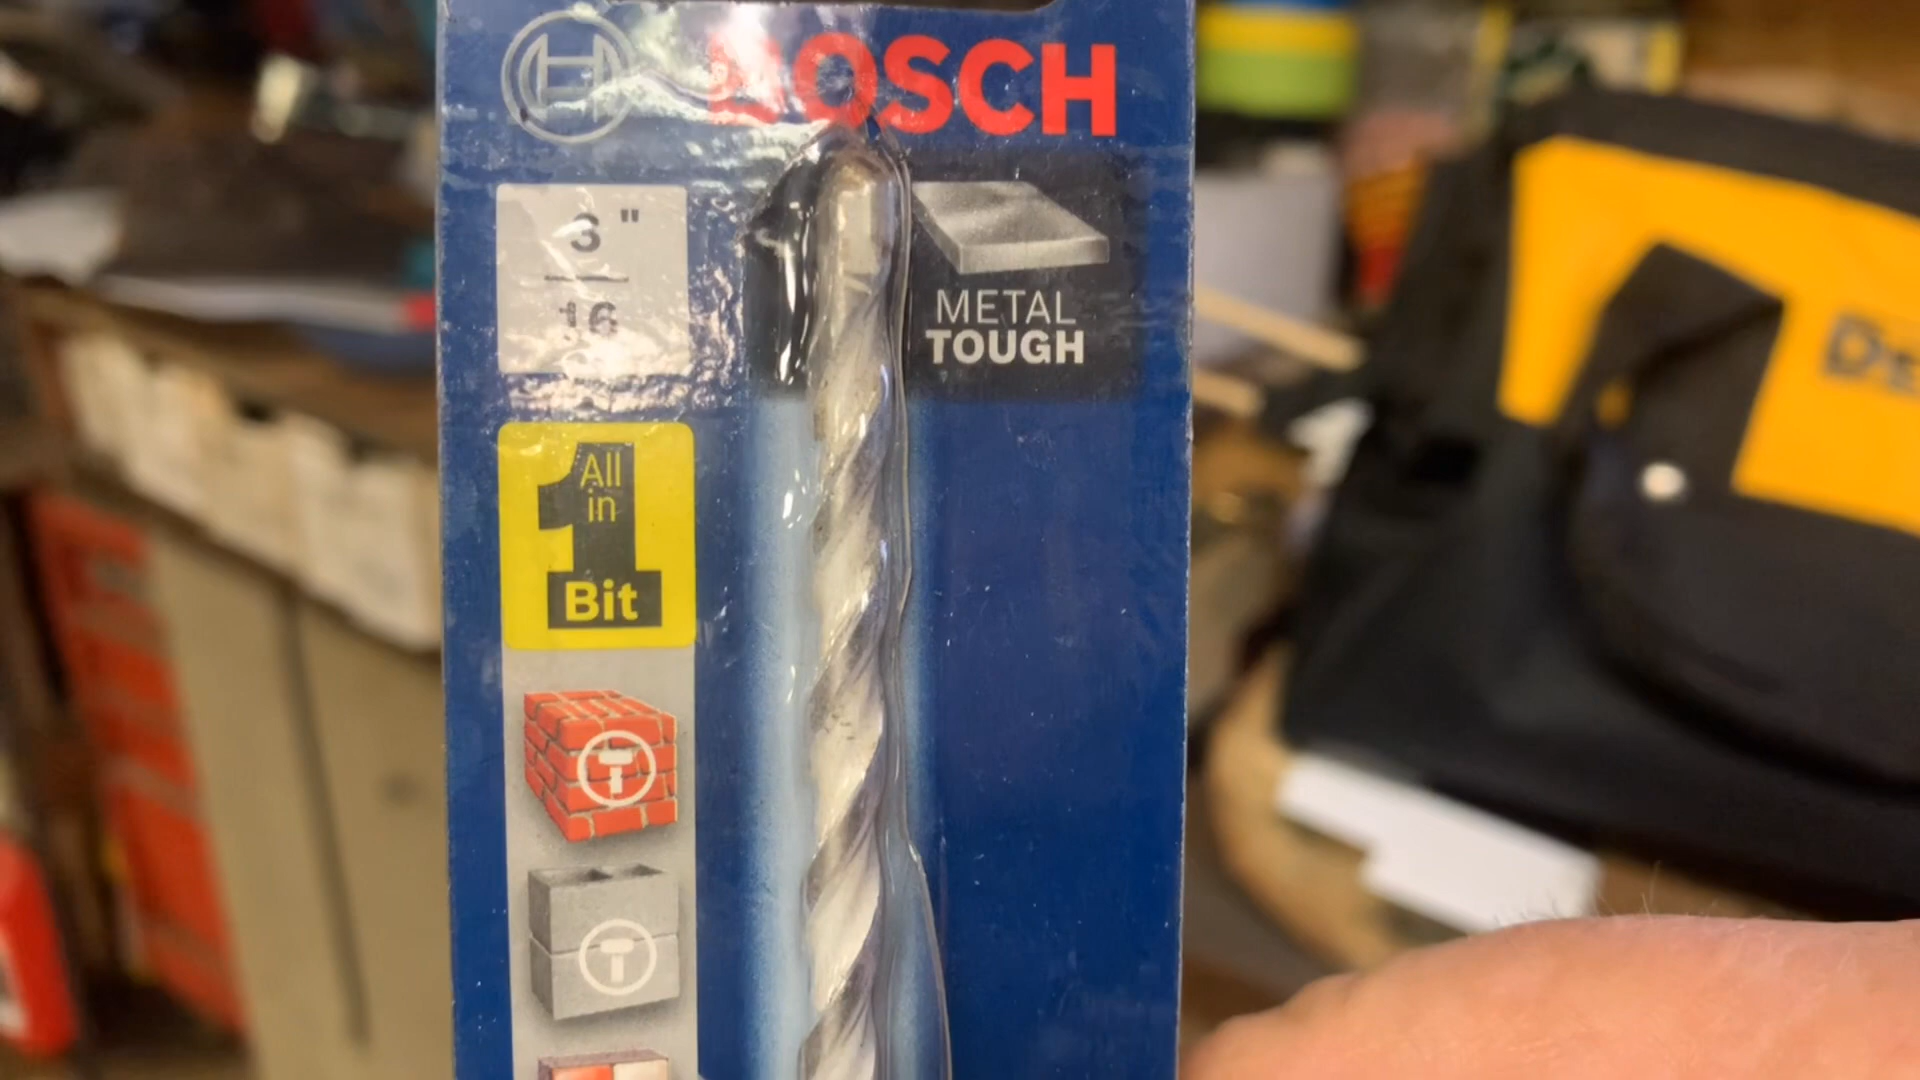 BOSCH
3"
16
METAL
TOUGH
All
in
1
Bit